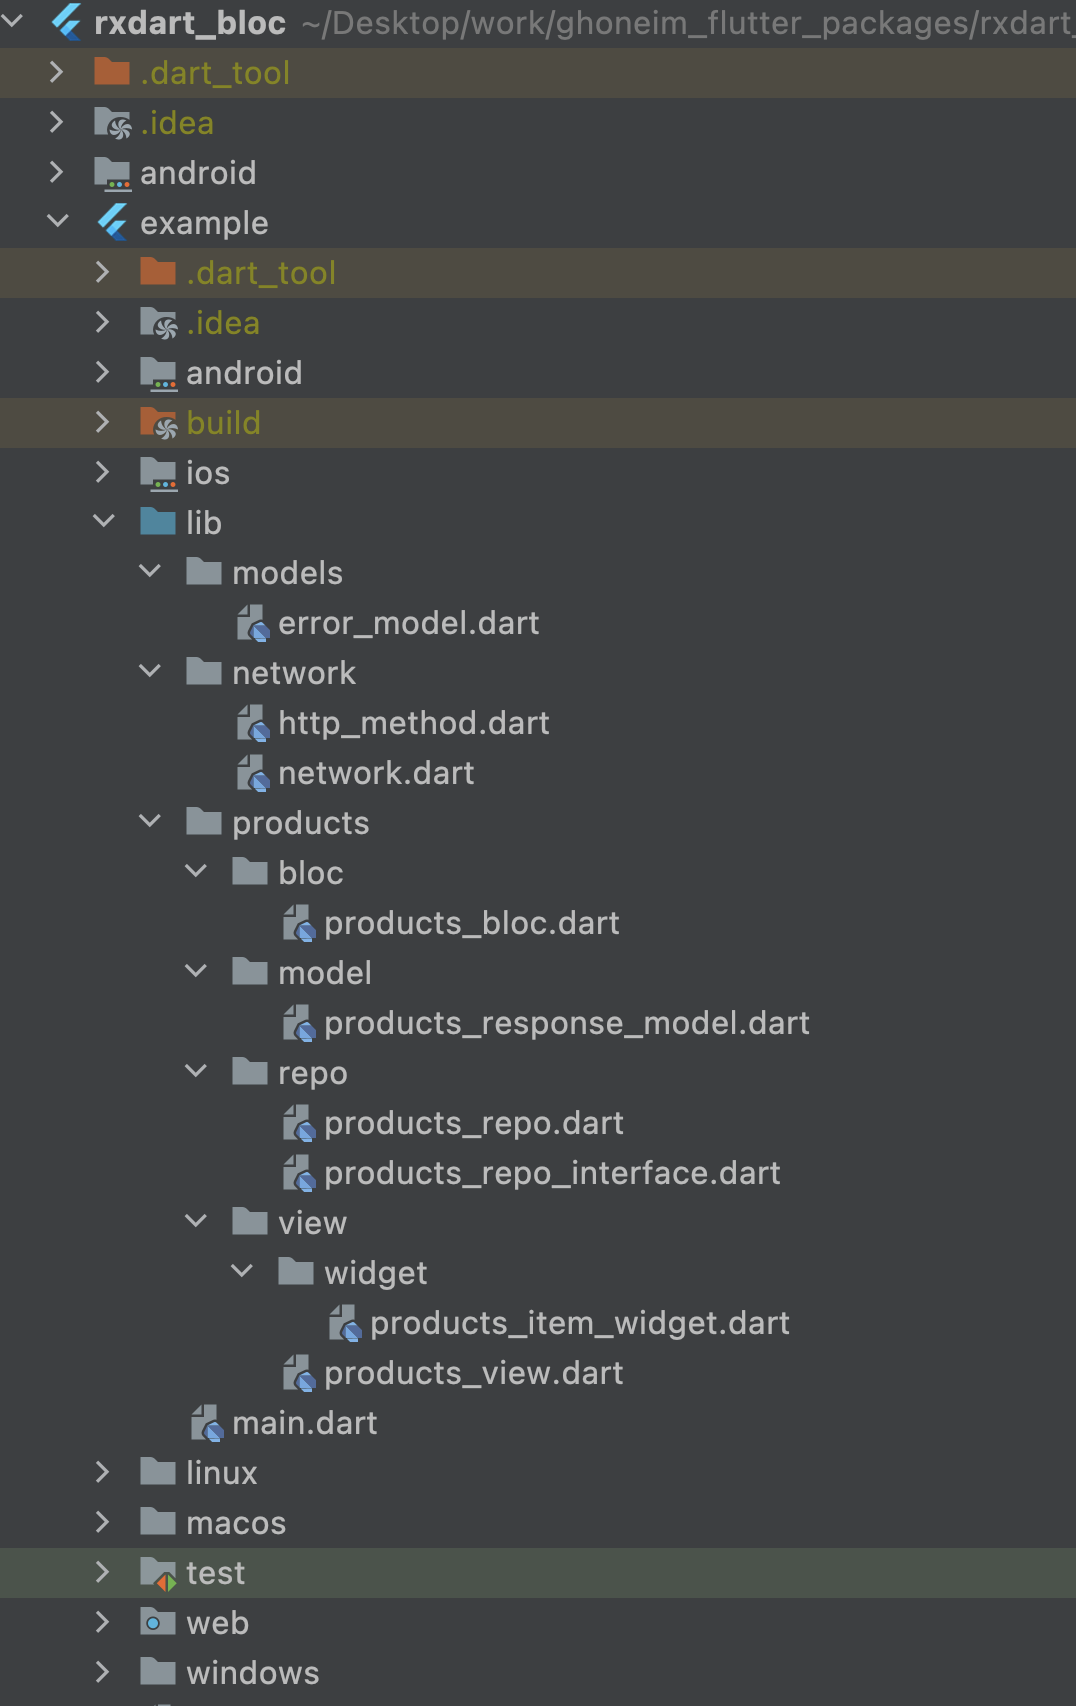 rxdart_bloc ~/Desktop/work/ghoneim_flutter_packages/rxdart_
.dart_tool
.idea
android
example
.dart_tool
.idea
android
build
ios
lib
models
error_model.dart
network
http_method.dart
network.dart
products
bloc
products_bloc.dart
model
products_response_model.dart
repo
products_repo.dart
products_repo_interface.dart
view
widget
products_item_widget.dart
products_view.dart
main.dart
linux
macos
test
web
windows